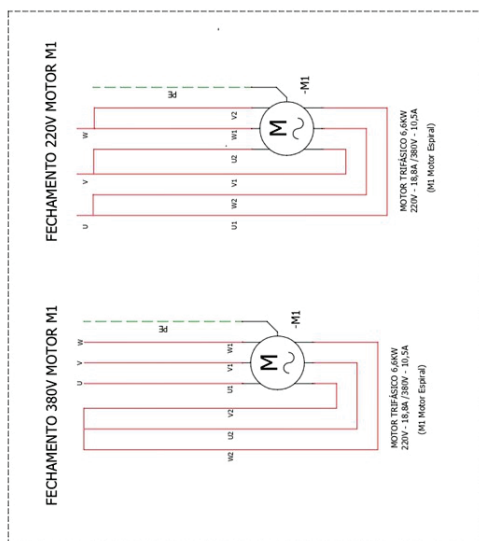 FECHAMENTO 220V MOTOR M1
PE
-M1
M
W
V
U
V2
W1
U2
V1
W2
U1
MOTOR TRIFÁSICO 6,6KW
220V - 18,8A /380V - 10,5A
(M1 Motor Espiral)
FECHAMENTO 380V MOTOR M1
PE
-M1
M
W
V
U
W1
V1
U1
V2
U2
W2
MOTOR TRIFÁSICO 6,6KW
220V - 18,8A /380V - 10,5A
(M1 Motor Espiral)